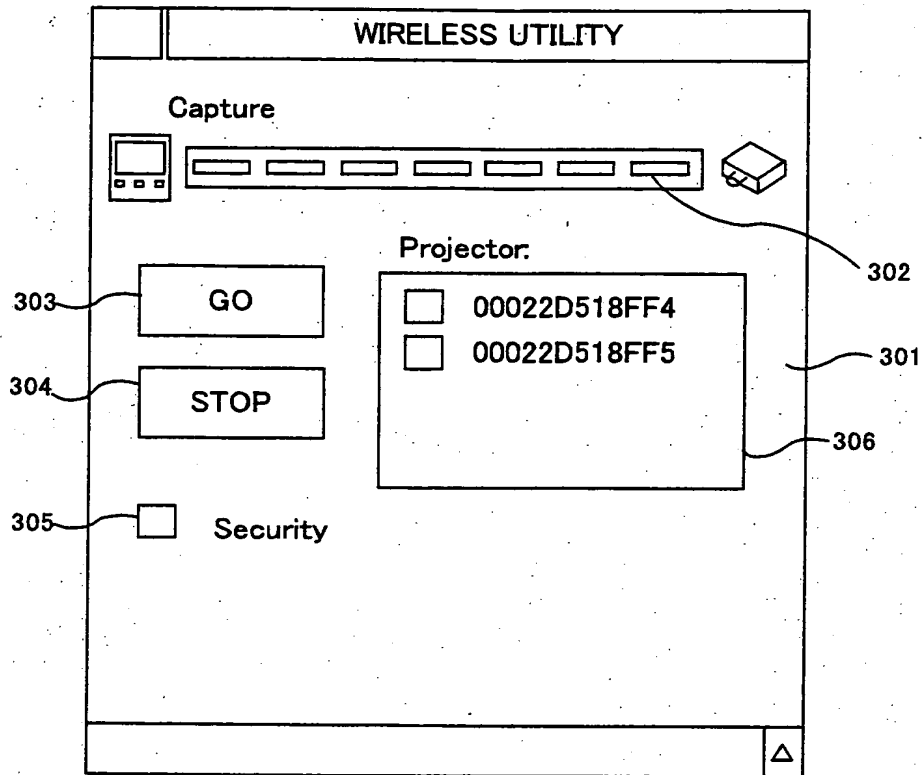 WIRELESS UTILITY
Capture
Projector:
302
303
GO
00022D518FF4
00022D518FF5
301
304
STOP
306
305
Security